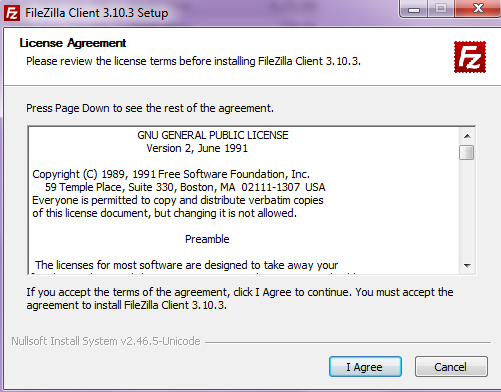 FileZilla Client 3.10.3 Setup
License Agreement
Please review the license terms before installing FileZilla Client 3.10.3.
Fz
Press Page Down to see the rest of the agreement.
GNU GENERAL PUBLIC LICENSE
Version 2, June 1991
Copyright (C) 1989, 1991 Free Software Foundation, Inc.
59 Temple Place, Suite 330, Boston, MA  02111-1307  USA
Everyone is permitted to copy and distribute verbatim copies
of this license document, but changing it is not allowed.
Preamble
The licenses for most software are designed to take away your
If you accept the terms of the agreement, click I Agree to continue. You must accept the
agreement to install FileZilla Client 3.10.3.
Nullsoft Install System v2.46.5-Unicode
I Agree
Cancel